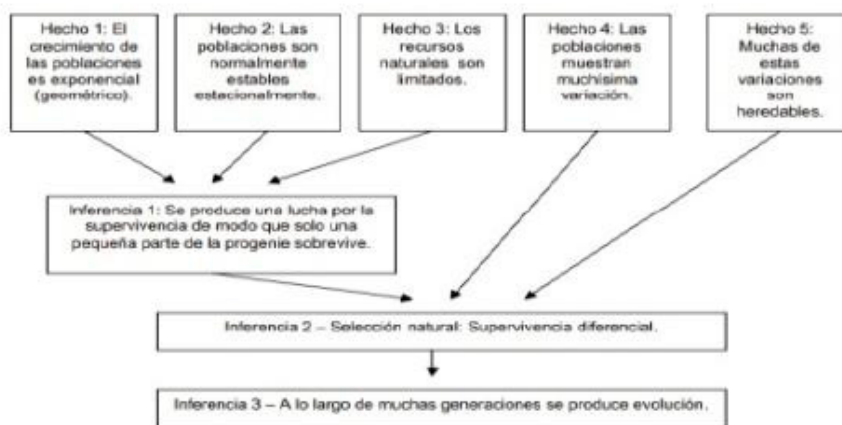 Hecho 1: El
crecimiento de
las poblaciones
es exponencial
(geométrico).
Hecho 2: Las
poblaciones son
normalmente
estables
estacionalmente.
Hecho 3: Los
recursos
naturales son
limitados.
Hecho 4: Las
poblaciones
muestran
muchísima
variación.
Hecho 5:
Muchas de
estas
variaciones
son
heredables.
Inferencia 1: Se produce una lucha por la
supervivencia de modo que solo una
pequeña parte de la progenie sobrevive.
Inferencia 2 – Selección natural: Supervivencia diferencial.
Inferencia 3 – A lo largo de muchas generaciones se produce evolución.